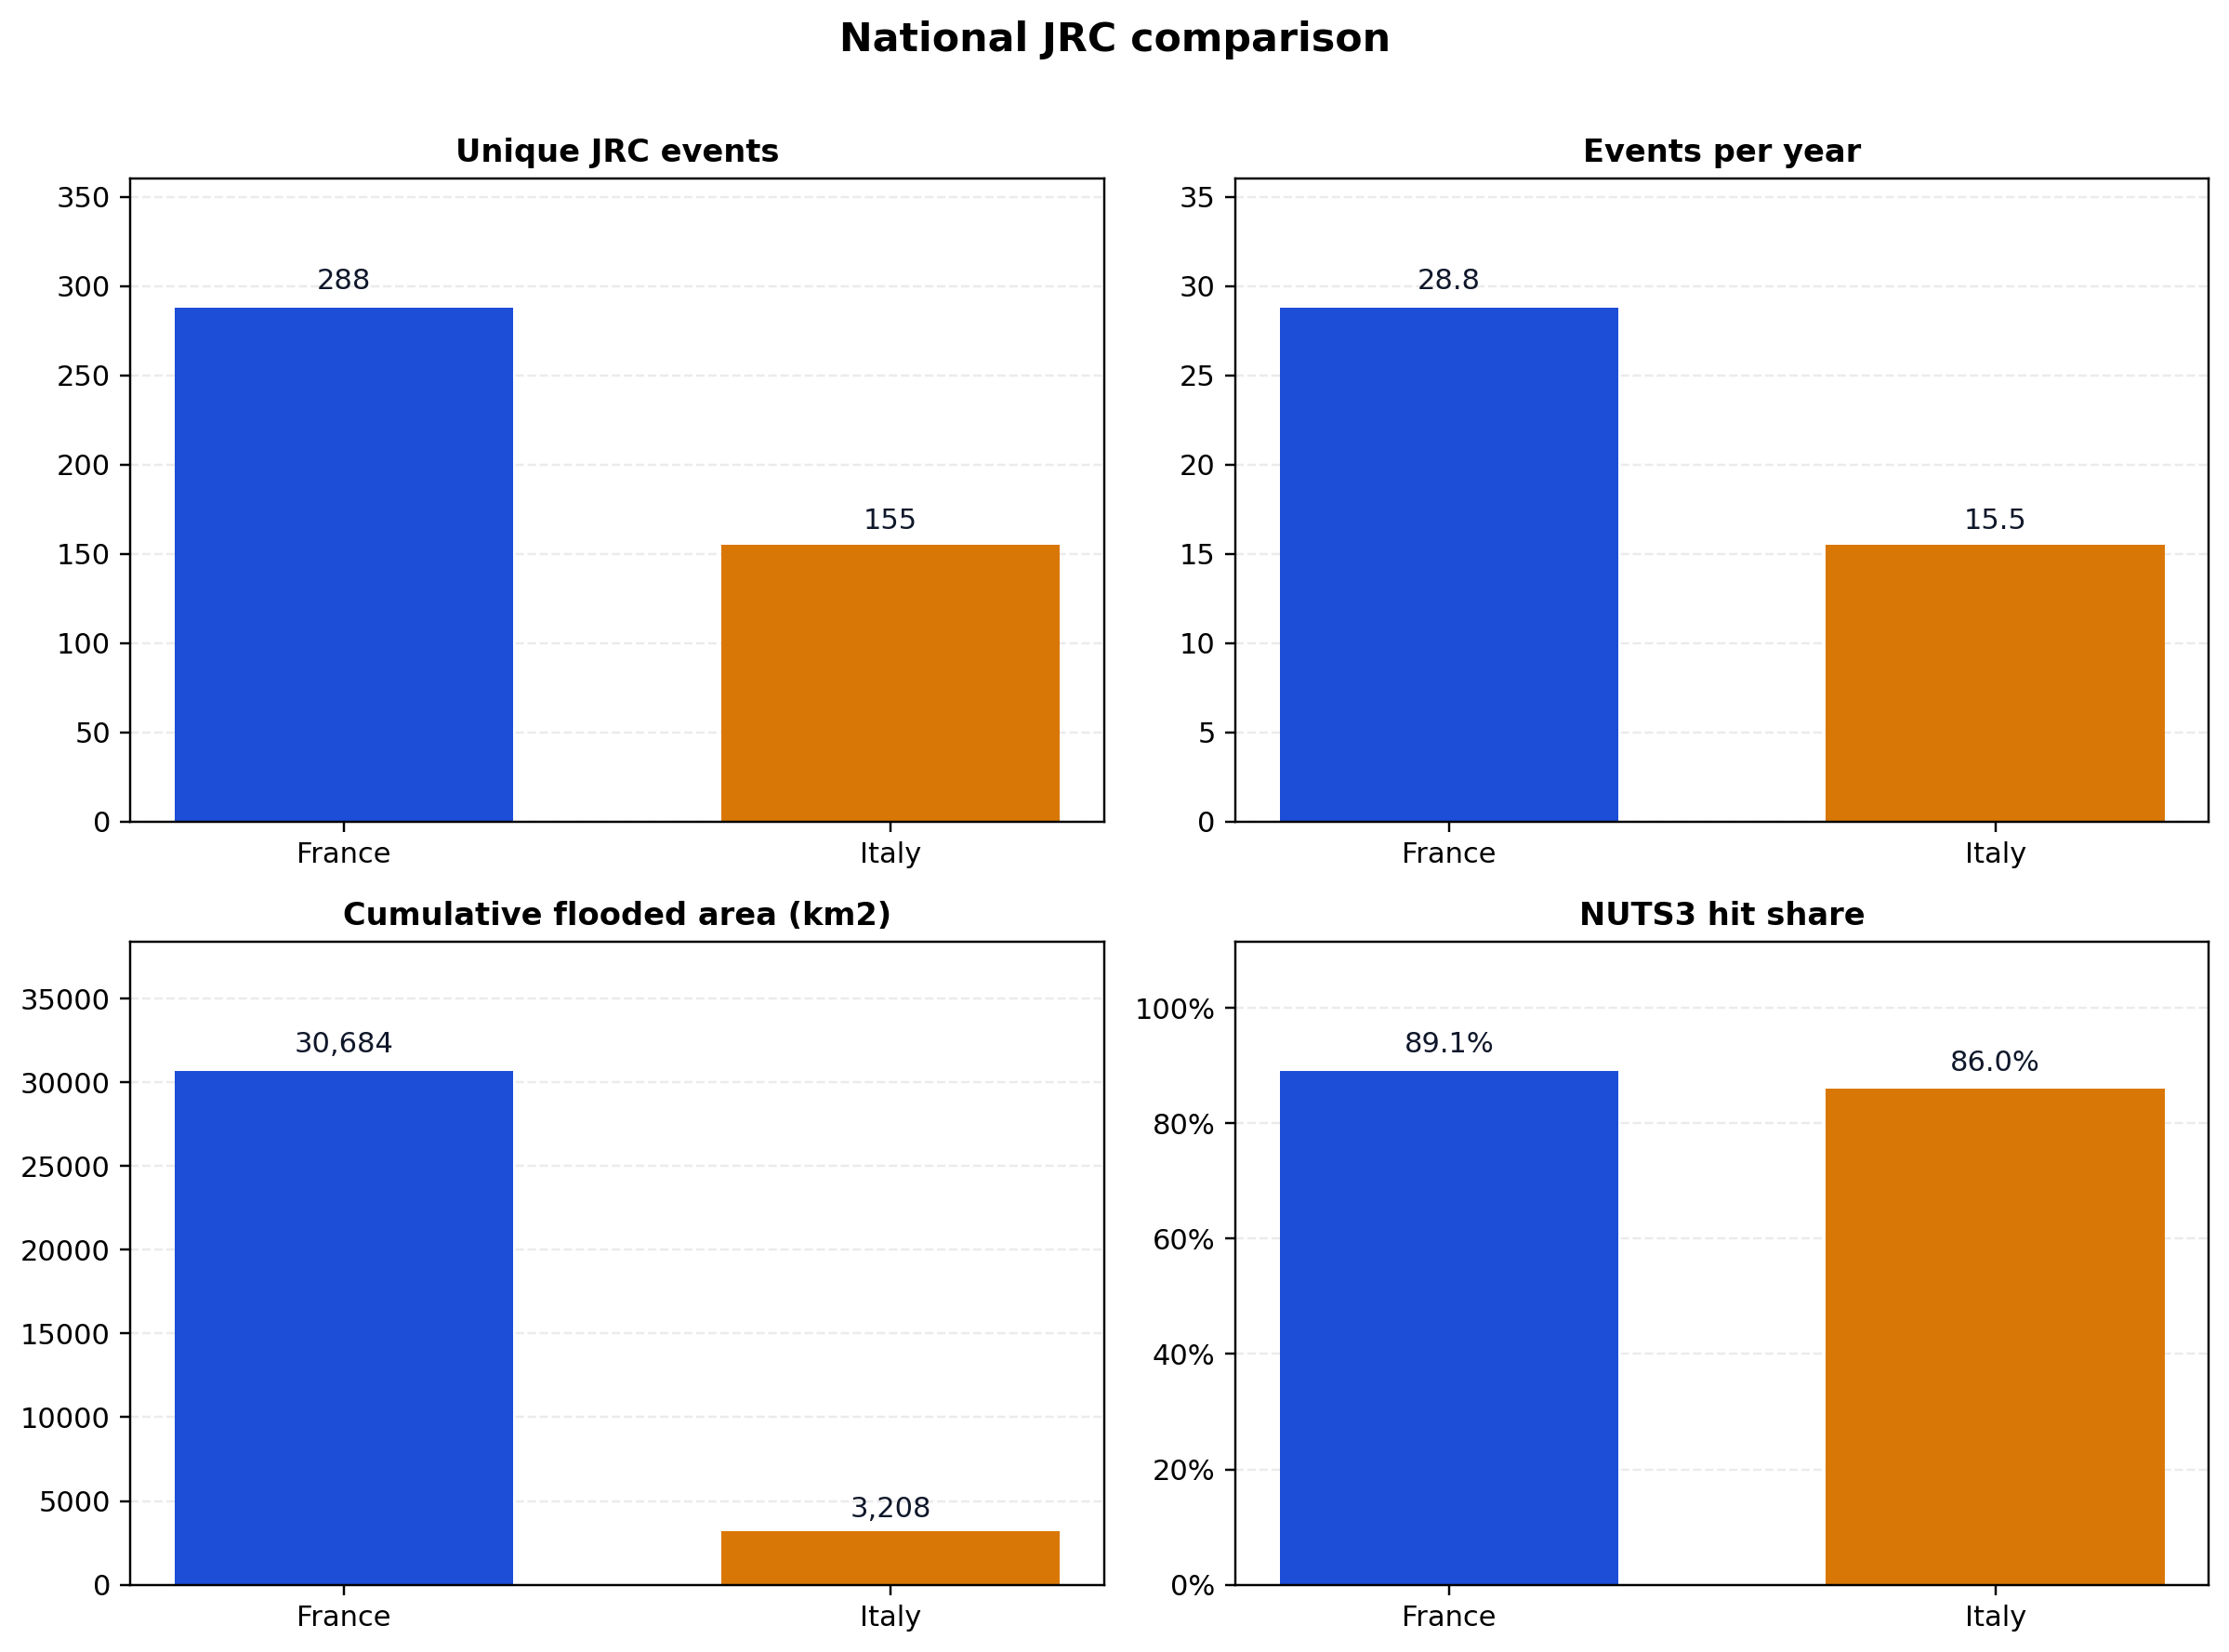 National JRC comparison
Unique JRC events
350
300
250
200
150
100
50
0
288
155
France
Italy
Events per year
35
30
25
20
15
10
5
0
28.8
15.5
France
Italy
Cumulative flooded area (km2)
35000
30000
25000
20000
15000
10000
5000
0
30,684
3,208
France
Italy
NUTS3 hit share
100%
80%
60%
40%
20%
0%
89.1%
86.0%
France
Italy